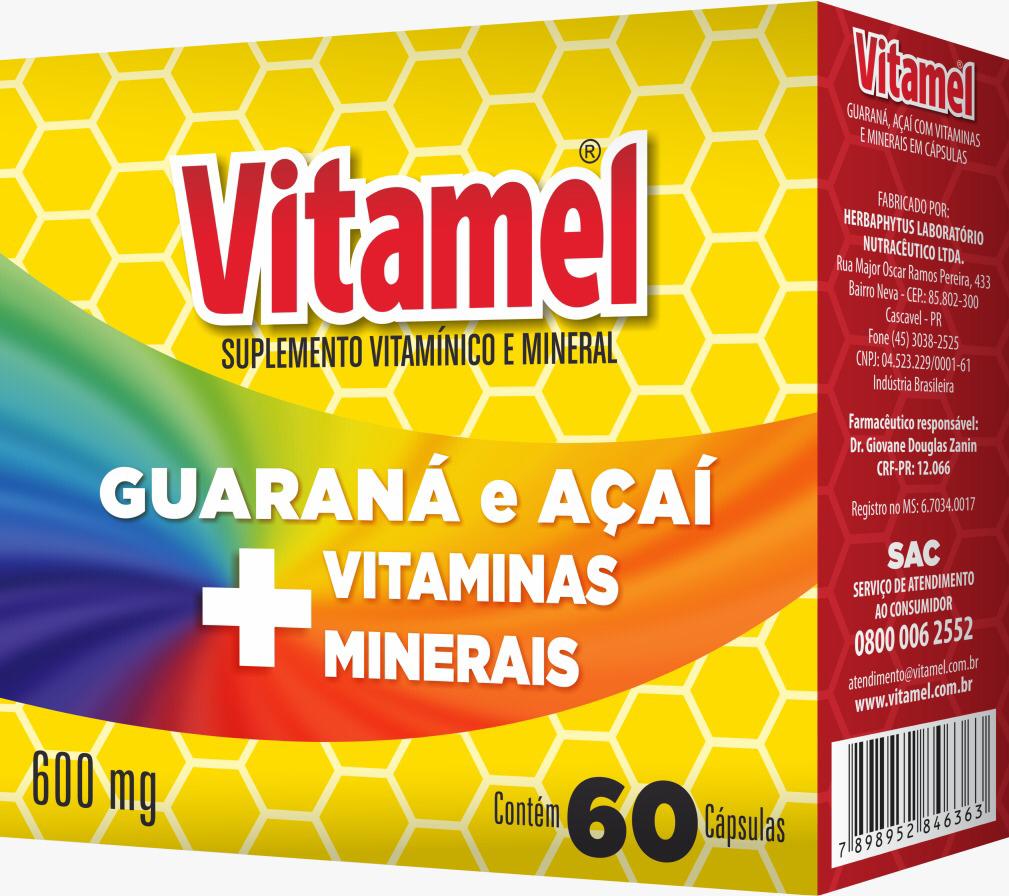 Vitamel®
SUPLEMENTO VITAMÍNICO E MINERAL
GUARANÁ e AÇAÍ
+ VITAMINAS
MINERAIS
600 mg
Contém 60 Cápsulas
Vitamel®
GUARANÁ, AÇAÍ COM VITAMINAS
E MINERAIS EM CÁPSULAS
FABRICADO POR:
HERBAPHYTUS LABORATÓRIO
NUTRACÊUTICO LTDA.
Rua Major Oscar Ramos Pereira, 433
Bairro Neva - CEP.: 85.802-300
Cascavel - PR
Fone (45) 3038-2525
CNPJ: 04.523.229/0001-61
Indústria Brasileira
Farmacêutico responsável:
Dr. Giovane Douglas Zanin
CRF-PR: 12.066
Registro no MS: 6.7034.0017
SAC
SERVIÇO DE ATENDIMENTO
AO CONSUMIDOR
0800 006 2552
atendimento@vitamel.com.br
www.vitamel.com.br
7 898952 846363